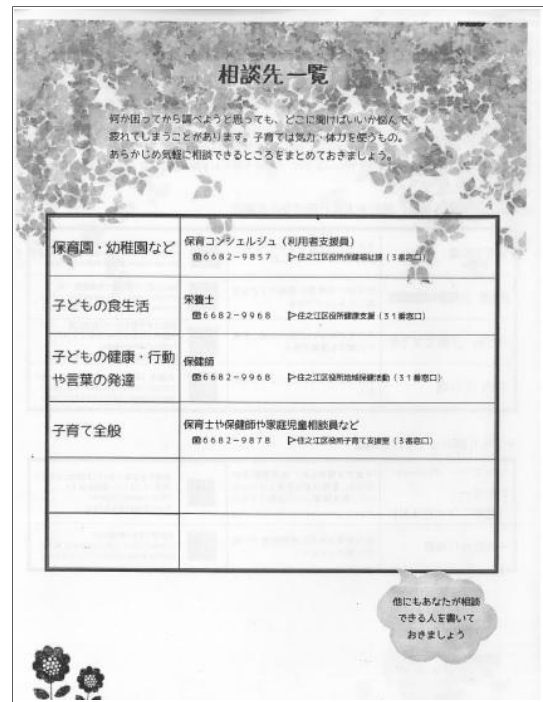 相談先一覧
何か困ってから調べようと思っても、どこに聞けばいいか悩んで、
疲れてしまうことがあります。子育ては気力・体力を使うもの。
あらかじめ気軽に相談できるところをまとめておきましょう。
保育園・幼稚園など
保育コンシェルジュ(利用者支援員)
☎6682-9857 ▷住之江区役所保健福祉課(3番窓口)
子どもの食生活
栄養士
☎6682-9968 ▷住之江区役所健康支援(31番窓口)
子どもの健康・行動
や言葉の発達
保健師
☎6682-9968 ▷住之江区役所地域保健活動(31番窓口)
子育て全般
保育士や保健師や家庭児童相談員など
☎6682-9878 ▷住之江区役所子育て支援室(3番窓口)
他にもあなたが相談
できる人を書いて
おきましょう